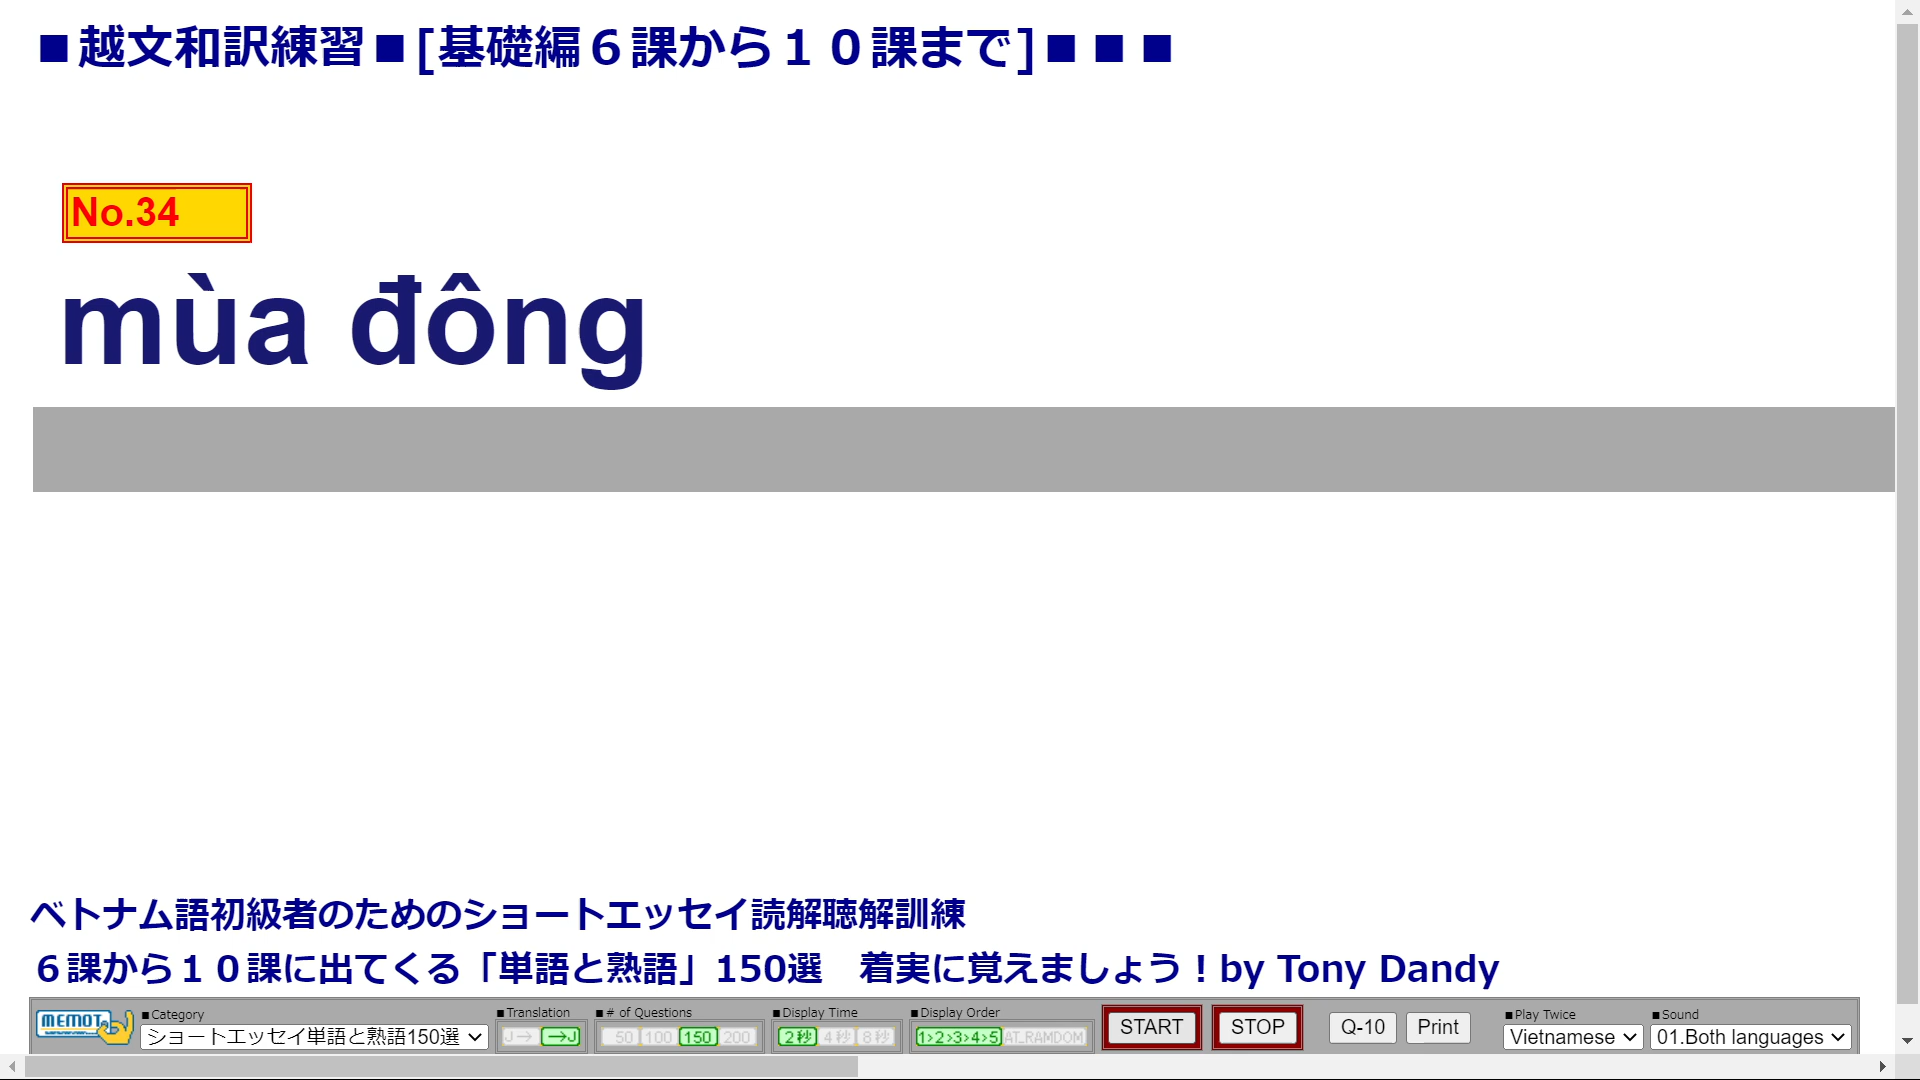 ■越文和訳練習■[基礎編６課から１０課まで]■■■
No.34
mùa đông
ベトナム語初級者のためのショートエッセイ読解聴解訓練
６課から１０課に出てくる「単語と熟語」150選　着実に覚えましょう！by Tony Dandy
MEMOT
■Category
ショートエッセイ単語と熟語150選
■Translation
J→ →J
■# of Questions
50 100 150 200
■Display Time
2秒 4秒 8秒
■Display Order
1>2>3>4>5 AT_RAMDOM
START STOP Q-10 Print
■Play Twice
Vietnamese
■Sound
01.Both languages